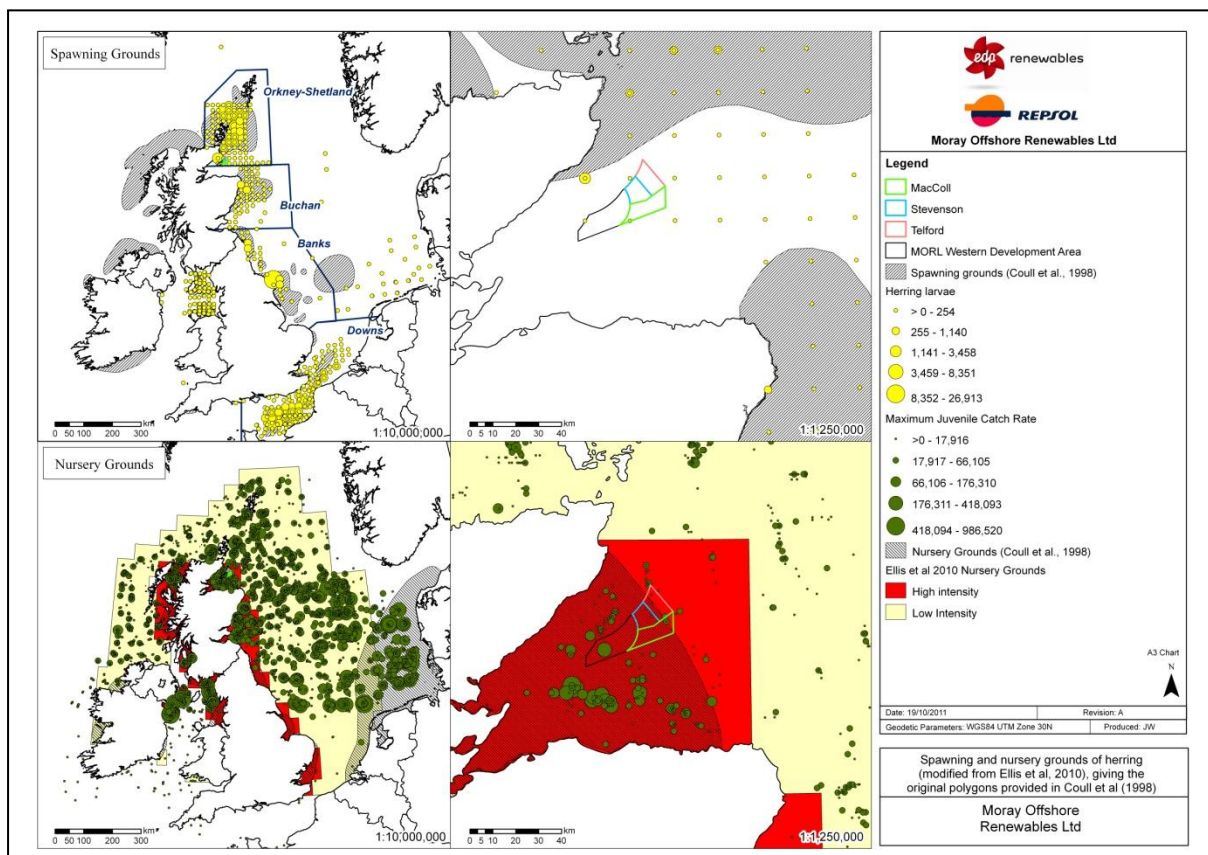 Spawning Grounds
Orkney-Shetland
Buchan
Banks
Downs
0 50 100 200 300
km
1:10,000,000
0 5 10 20 30 40
km
1:1,250,000
Nursery Grounds
0 50 100 200 300
km
1:10,000,000
0 5 10 20 30 40
km
1:1,250,000
edp renewables
REPSOL
Moray Offshore Renewables Ltd
Legend
MacColl
Stevenson
Telford
MORL Western Development Area
Spawning grounds (Coull et al., 1998)
Herring larvae
> 0 - 254
255 - 1,140
1,141 - 3,458
3,459 - 8,351
8,352 - 26,913
Maximum Juvenile Catch Rate
>0 - 17,916
17,917 - 66,105
66,106 - 176,310
176,311 - 418,093
418,094 - 986,520
Nursery Grounds (Coull et al., 1998)
Ellis et al 2010 Nursery Grounds
High intensity
Low Intensity
A3 Chart
N
Date: 19/10/2011 Revision: A
Geodetic Parameters: WGS84 UTM Zone 30N Produced: JW
Spawning and nursery grounds of herring
(modified from Ellis et al, 2010), giving the
original polygons provided in Coull et al (1998)
Moray Offshore
Renewables Ltd